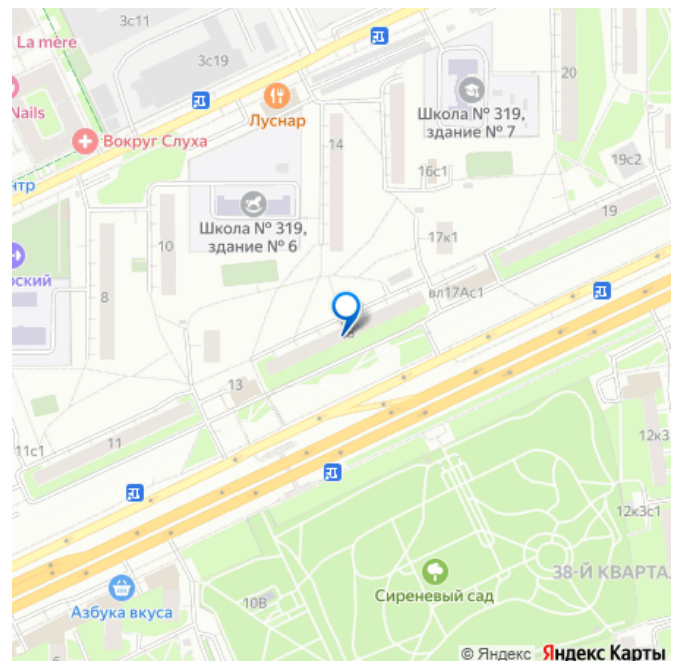 3с11
La mère
3с19
20
Nails
Луснар
Школа № 319,
здание № 7
Вокруг Слуха
14
19с2
16с1
нтр
19
Школа № 319,
здание № 6
17к1
10
рский
8
вл17Ас1
13
11
11с1
12к3
12к3с1
38-Й КВАРТА
Сиреневый сад
10В
Азбука вкуса
6
© Яндекс Яндекс Карты